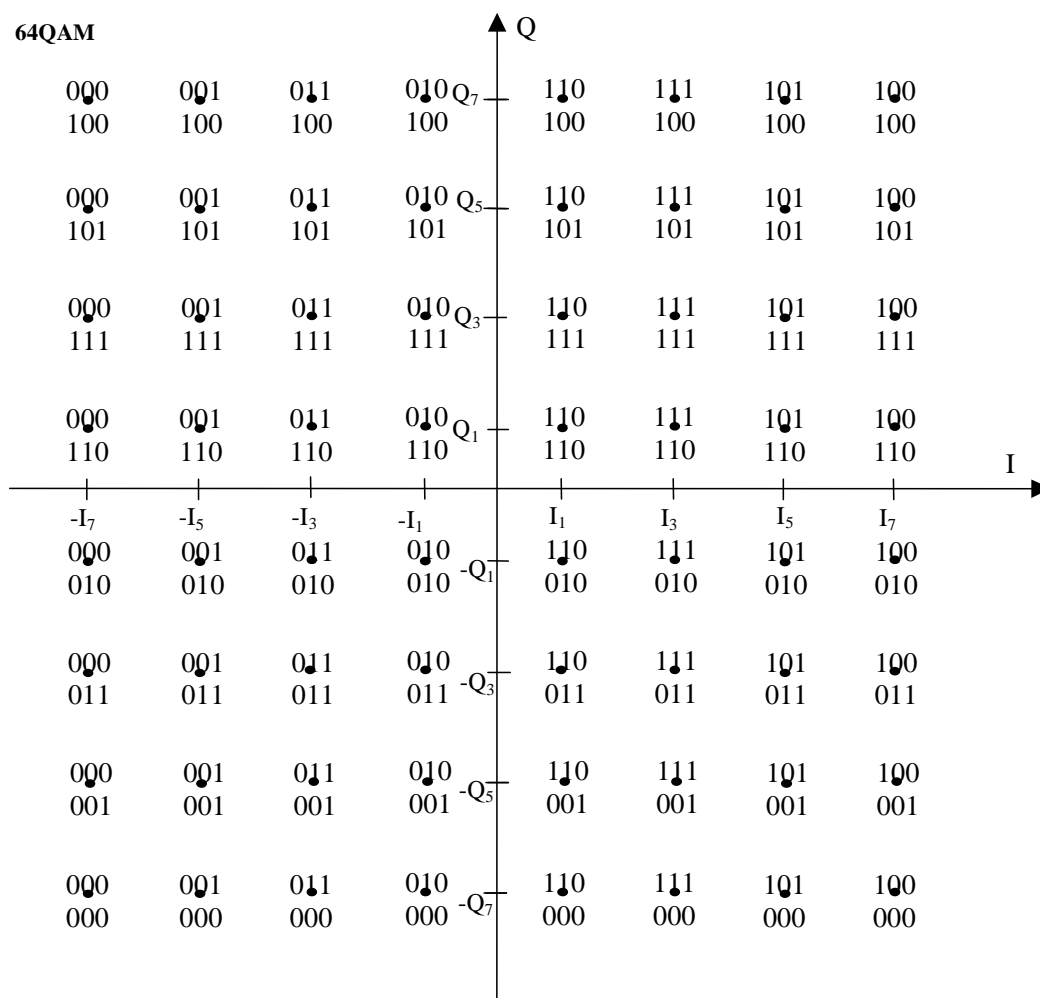 64QAM
Q
000 001 011 010 Q₇ 110 111 101 100
100 100 100 100 100 100 100 100
000 001 011 010 Q₅ 110 111 101 100
101 101 101 101 101 101 101 101
000 001 011 010 Q₃ 110 111 101 100
111 111 111 111 111 111 111 111
000 001 011 010 Q₁ 110 111 101 100
110 110 110 110 110 110 110 110
I
-I₇ -I₅ -I₃ -I₁ I₁ I₃ I₅ I₇
000 001 011 010 -Q₁ 110 111 101 100
010 010 010 010 010 010 010 010
000 001 011 010 -Q₃ 110 111 101 100
011 011 011 011 011 011 011 011
000 001 011 010 -Q₅ 110 111 101 100
001 001 001 001 001 001 001 001
000 001 011 010 -Q₇ 110 111 101 100
000 000 000 000 000 000 000 000